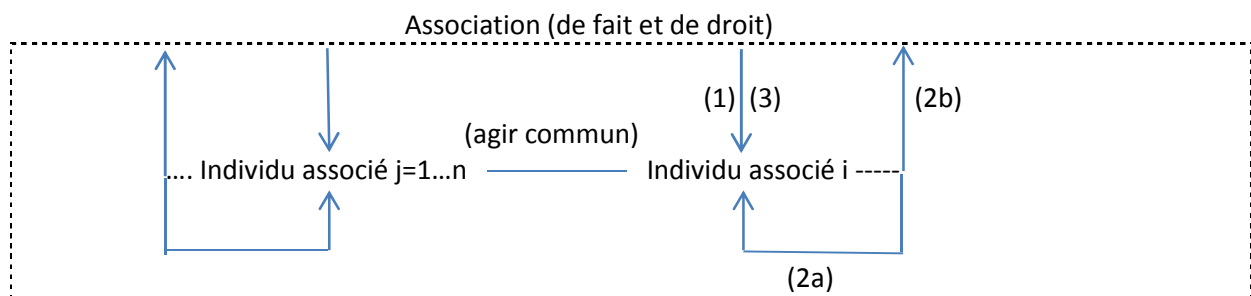 Association (de fait et de droit)
(1) (3) (2b)
(agir commun)
.... Individu associé j=1...n Individu associé i -----
(2a)